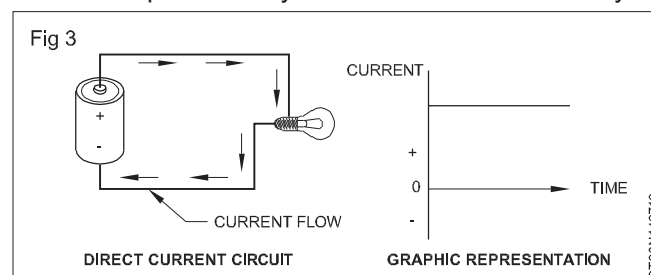 Fig 3
+
-
CURRENT FLOW
DIRECT CURRENT CIRCUIT
CURRENT
+
0
-
TIME
GRAPHIC REPRESENTATION